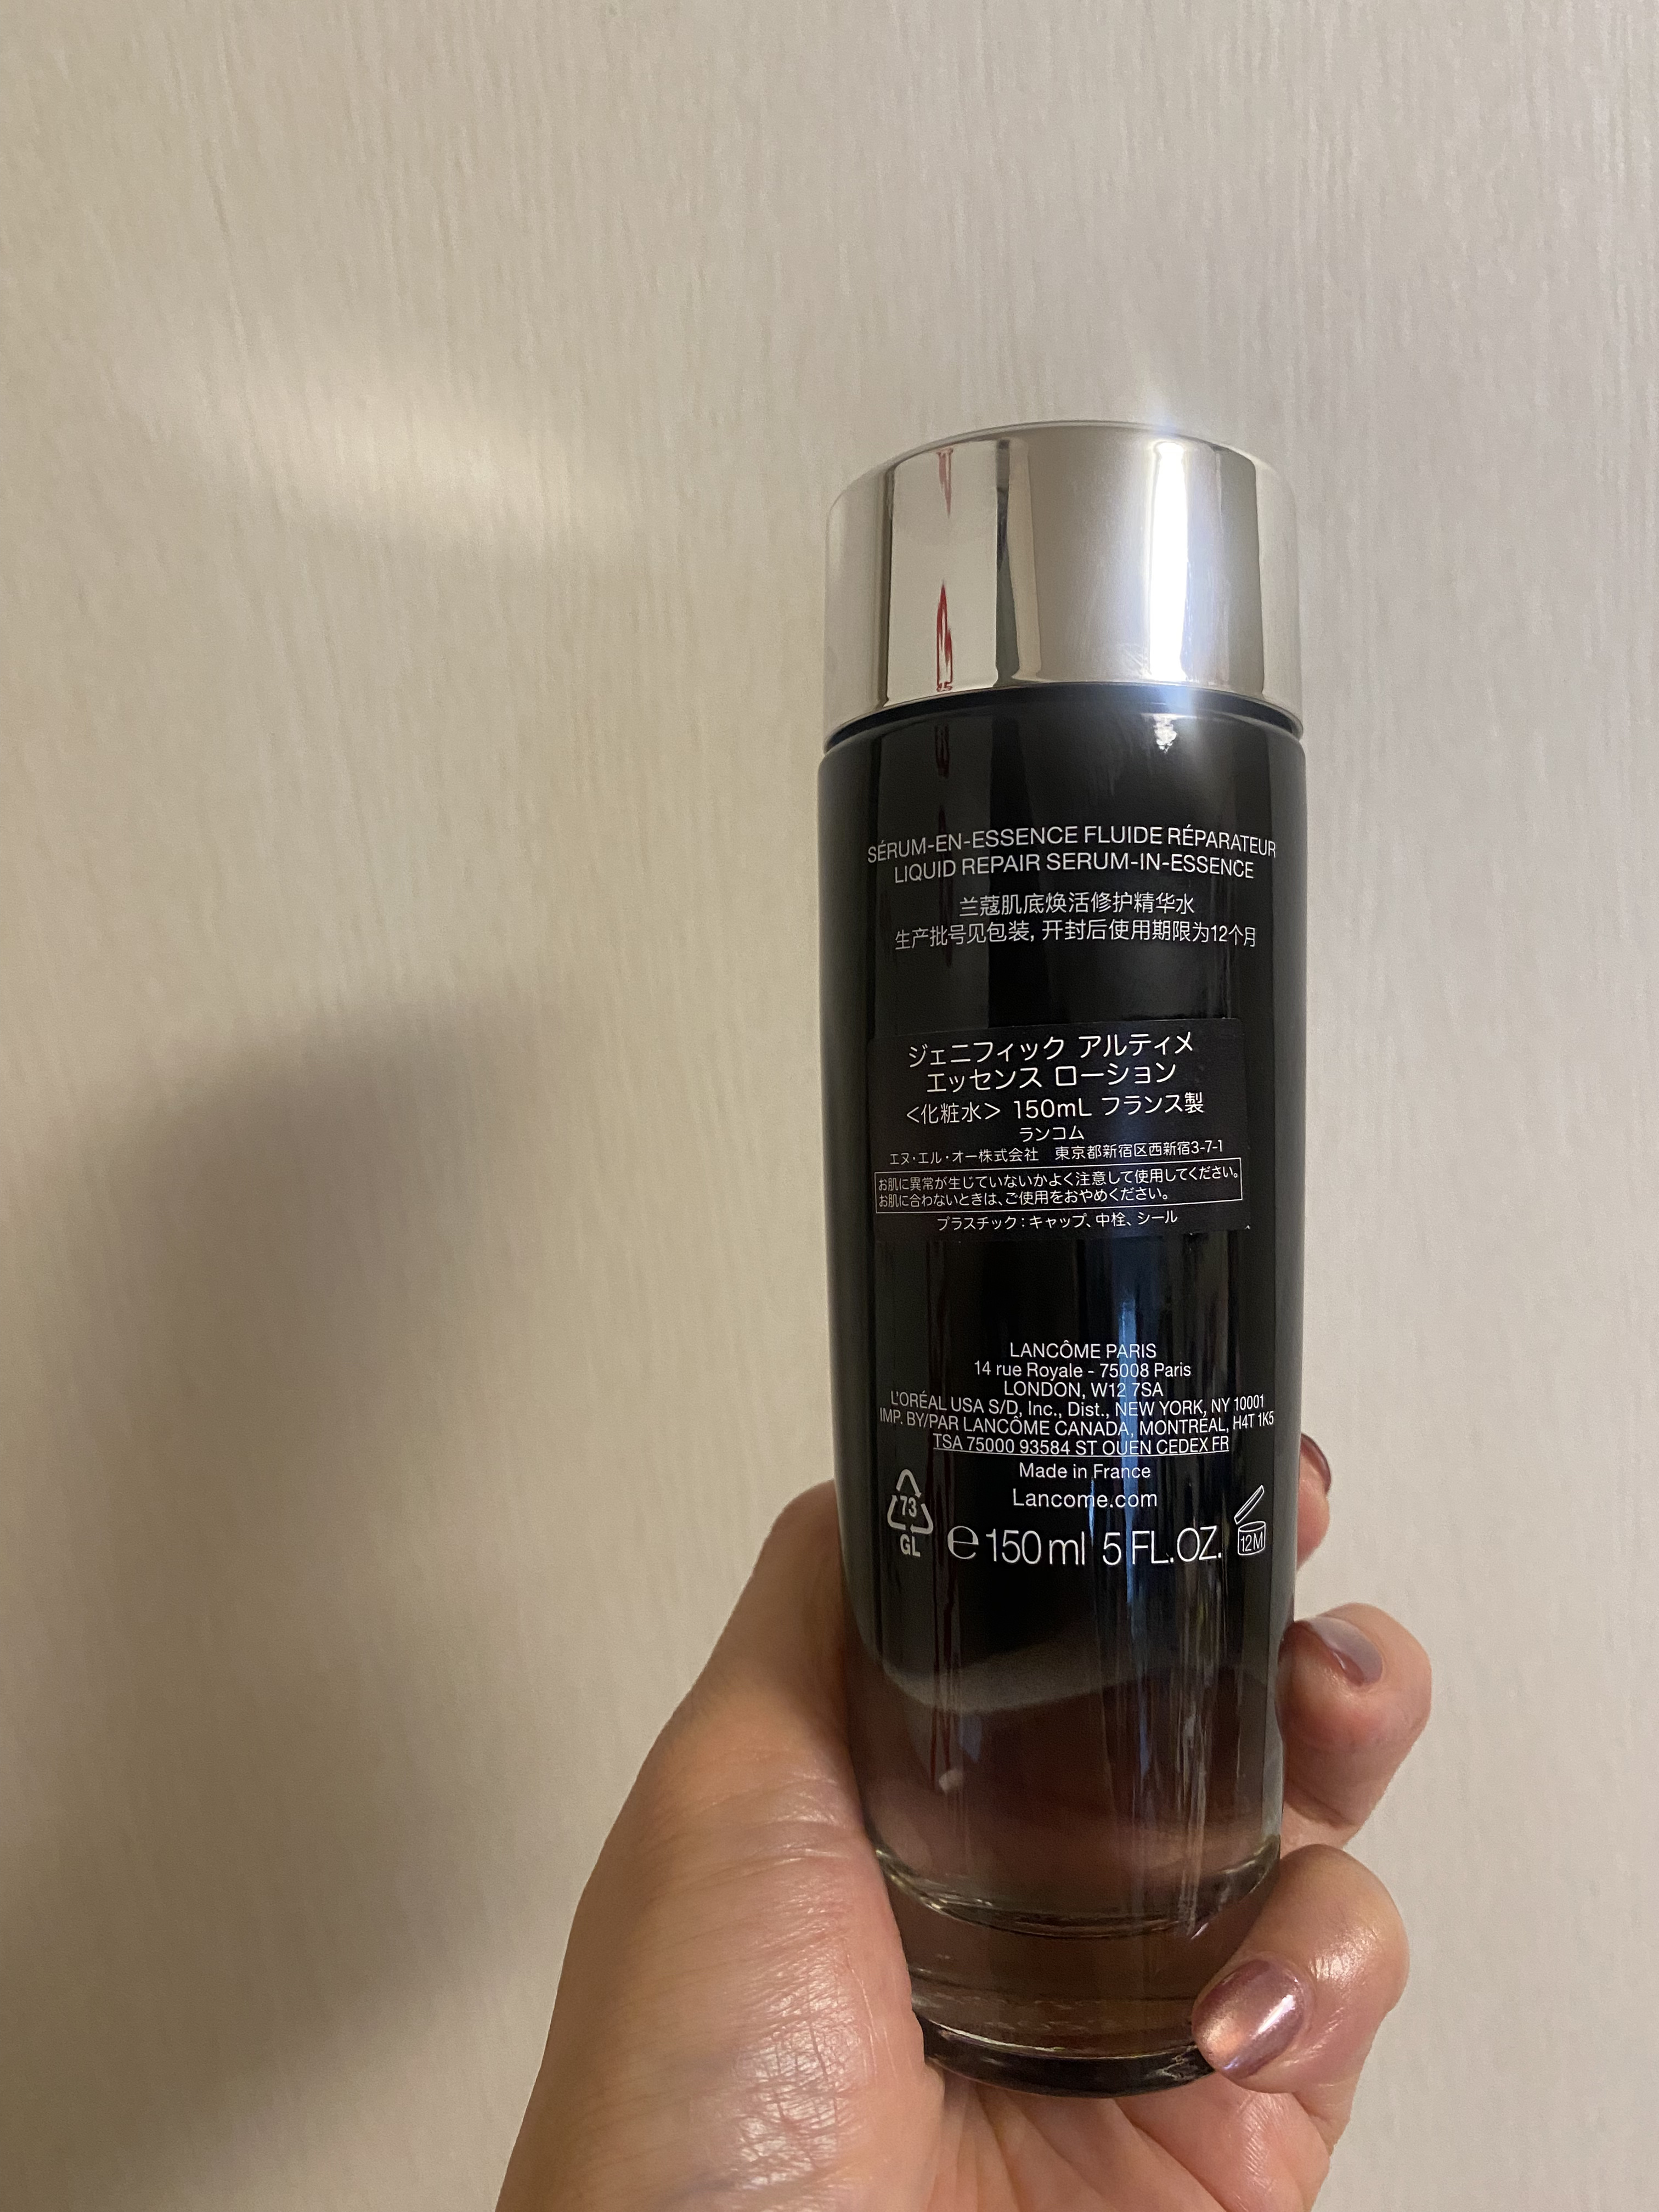 SÉRUM-EN-ESSENCE FLUIDE RÉPARATEUR
LIQUID REPAIR SERUM-IN-ESSENCE
兰蔻肌底焕活修护精华水
生产批号见包装, 开封后使用期限为12个月
ジェニフィック アルティメ
エッセンス ローション
<化粧水> 150mL フランス製
ランコム
エヌ・エル・オー株式会社 東京都新宿区西新宿3-7-1
お肌に異常が生じていないかよく注意して使用してください。
お肌に合わないときは、ご使用をおやめください。
プラスチック：キャップ、中栓、シール
LANCÔME PARIS
14 rue Royale - 75008 Paris
LONDON, W12 7SA
L'ORÉAL USA S/D, Inc., Dist., NEW YORK, NY 10001
IMP. BY/PAR LANCÔME CANADA, MONTRÉAL, H4T 1K5
TSA 75000 93584 ST OUEN CEDEX FR
Made in France
Lancome.com
73
GL
e 150 ml 5 FL.OZ.
12M